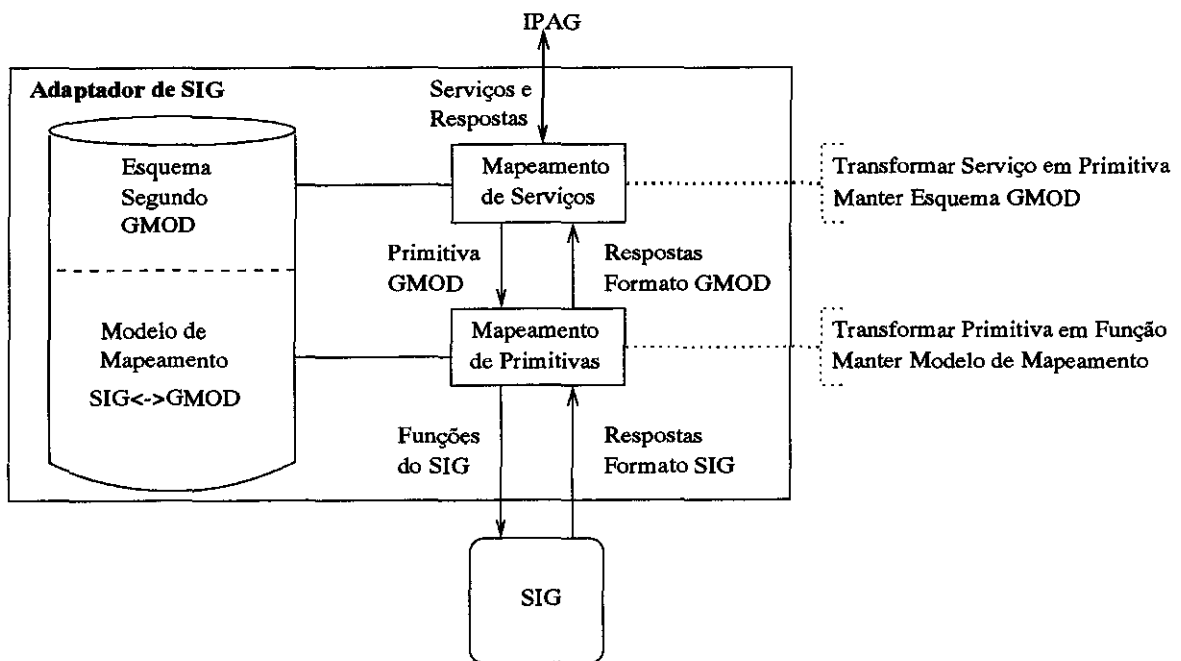 IPAG
Adaptador de SIG
Serviços e
Respostas
Esquema
Segundo
GMOD
Mapeamento
de Serviços
Transformar Serviço em Primitiva
Manter Esquema GMOD
Primitiva
GMOD
Respostas
Formato GMOD
Modelo de
Mapeamento
SIG<->GMOD
Mapeamento
de Primitivas
Transformar Primitiva em Função
Manter Modelo de Mapeamento
Funções
do SIG
Respostas
Formato SIG
SIG